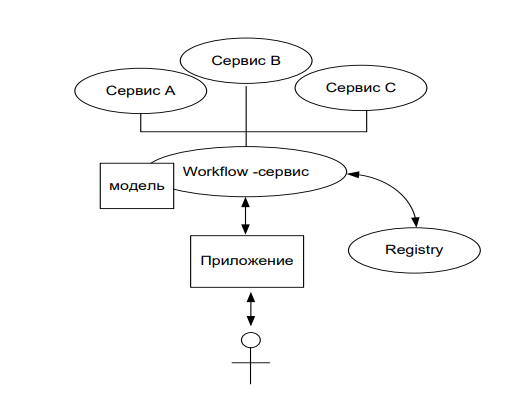 Сервис B
Сервис А
Сервис С
Workflow -сервис
модель
Registry
Приложение